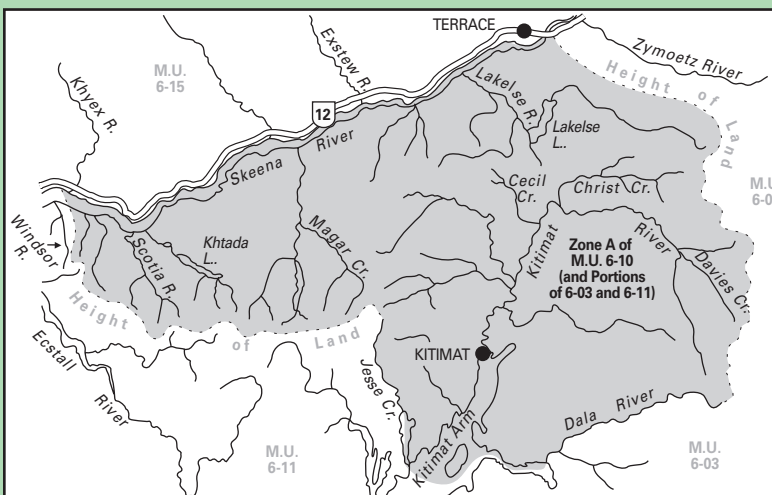 TERRACE
Zymoetz River
Exstew R.
M.U.
6-15
Khyex R.
Height of Land
Lakelse R.
12
Lakelse
L..
Skeena River
M.U
6-0
Cecil
Cr.
Christ Cr.
Windsor
R.
Scotia R.
Khtada
L..
Magar Cr.
Kitimat River
Zone A of
M.U. 6-10
(and Portions
of 6-03 and 6-11)
Davies Cr.
Height of Land
Ecstall
River
KITIMAT
Jesse Cr.
Dala River
Kitimat Arm
M.U.
6-11
M.U.
6-03